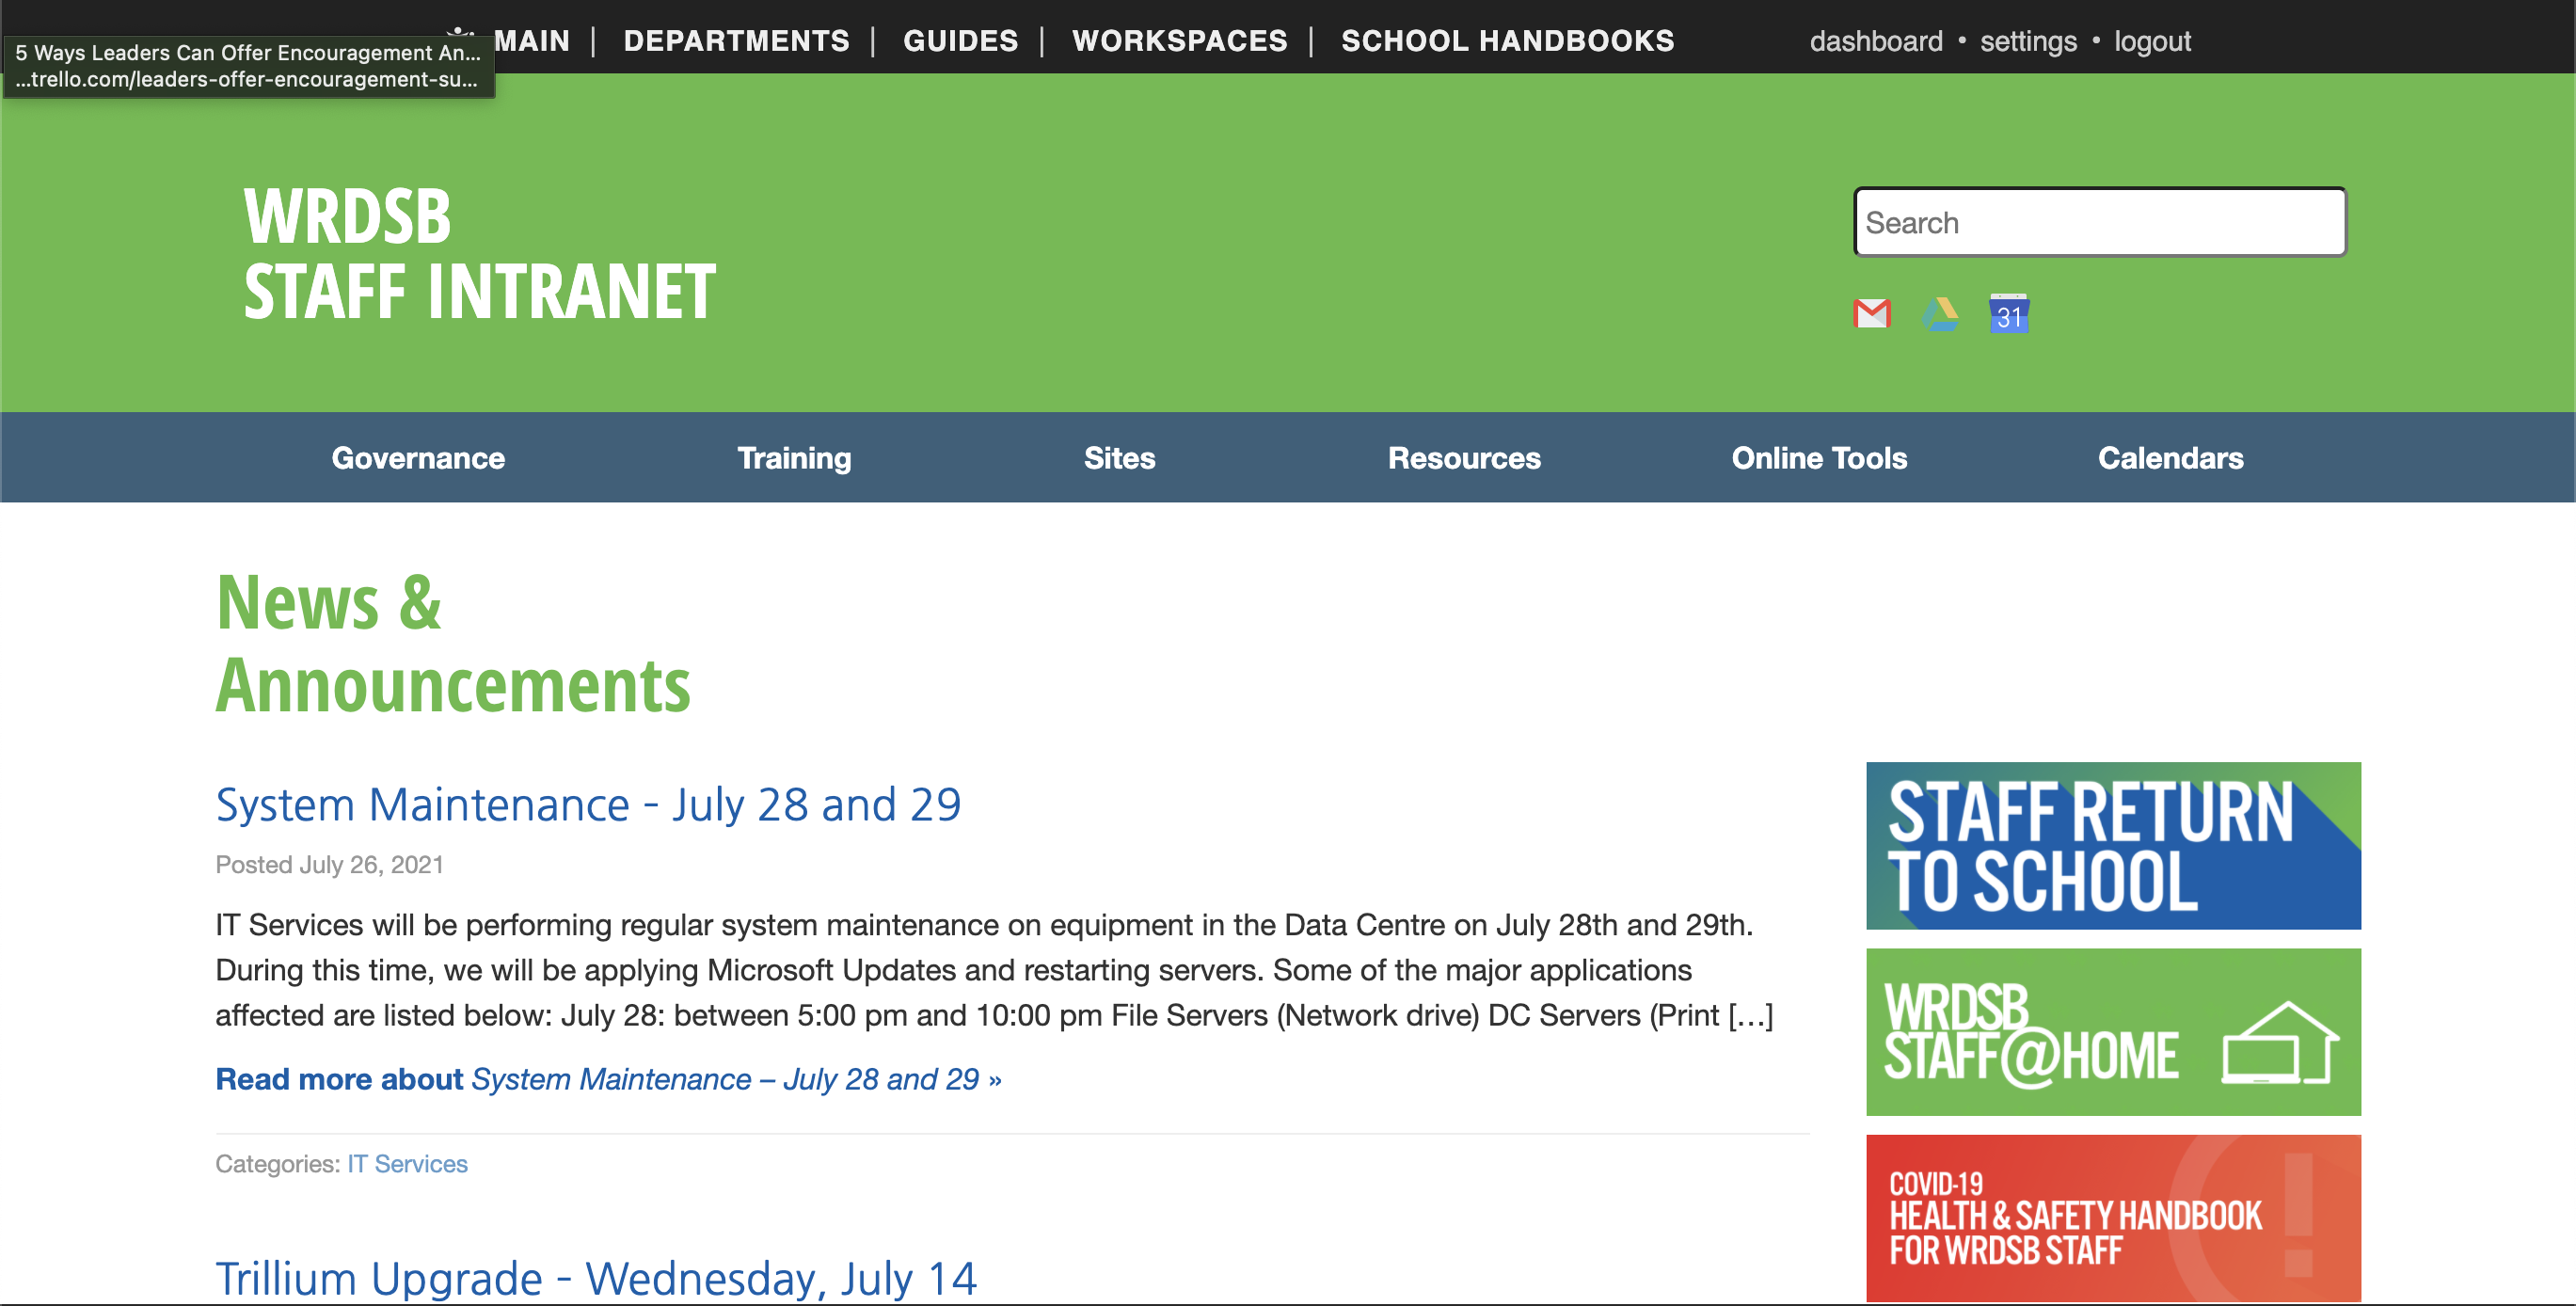 MAIN | DEPARTMENTS | GUIDES | WORKSPACES | SCHOOL HANDBOOKS
dashboard • settings • logout
5 Ways Leaders Can Offer Encouragement An...
...trello.com/leaders-offer-encouragement-su...
WRDSB
STAFF INTRANET
Search
31
Governance Training Sites Resources Online Tools Calendars
News &
Announcements
System Maintenance - July 28 and 29
Posted July 26, 2021
IT Services will be performing regular system maintenance on equipment in the Data Centre on July 28th and 29th.
During this time, we will be applying Microsoft Updates and restarting servers. Some of the major applications
affected are listed below: July 28: between 5:00 pm and 10:00 pm File Servers (Network drive) DC Servers (Print […]
Read more about System Maintenance – July 28 and 29 »
Categories: IT Services
Trillium Upgrade - Wednesday, July 14
STAFF RETURN
TO SCHOOL
WRDSB
STAFF@HOME
COVID-19
HEALTH & SAFETY HANDBOOK
FOR WRDSB STAFF